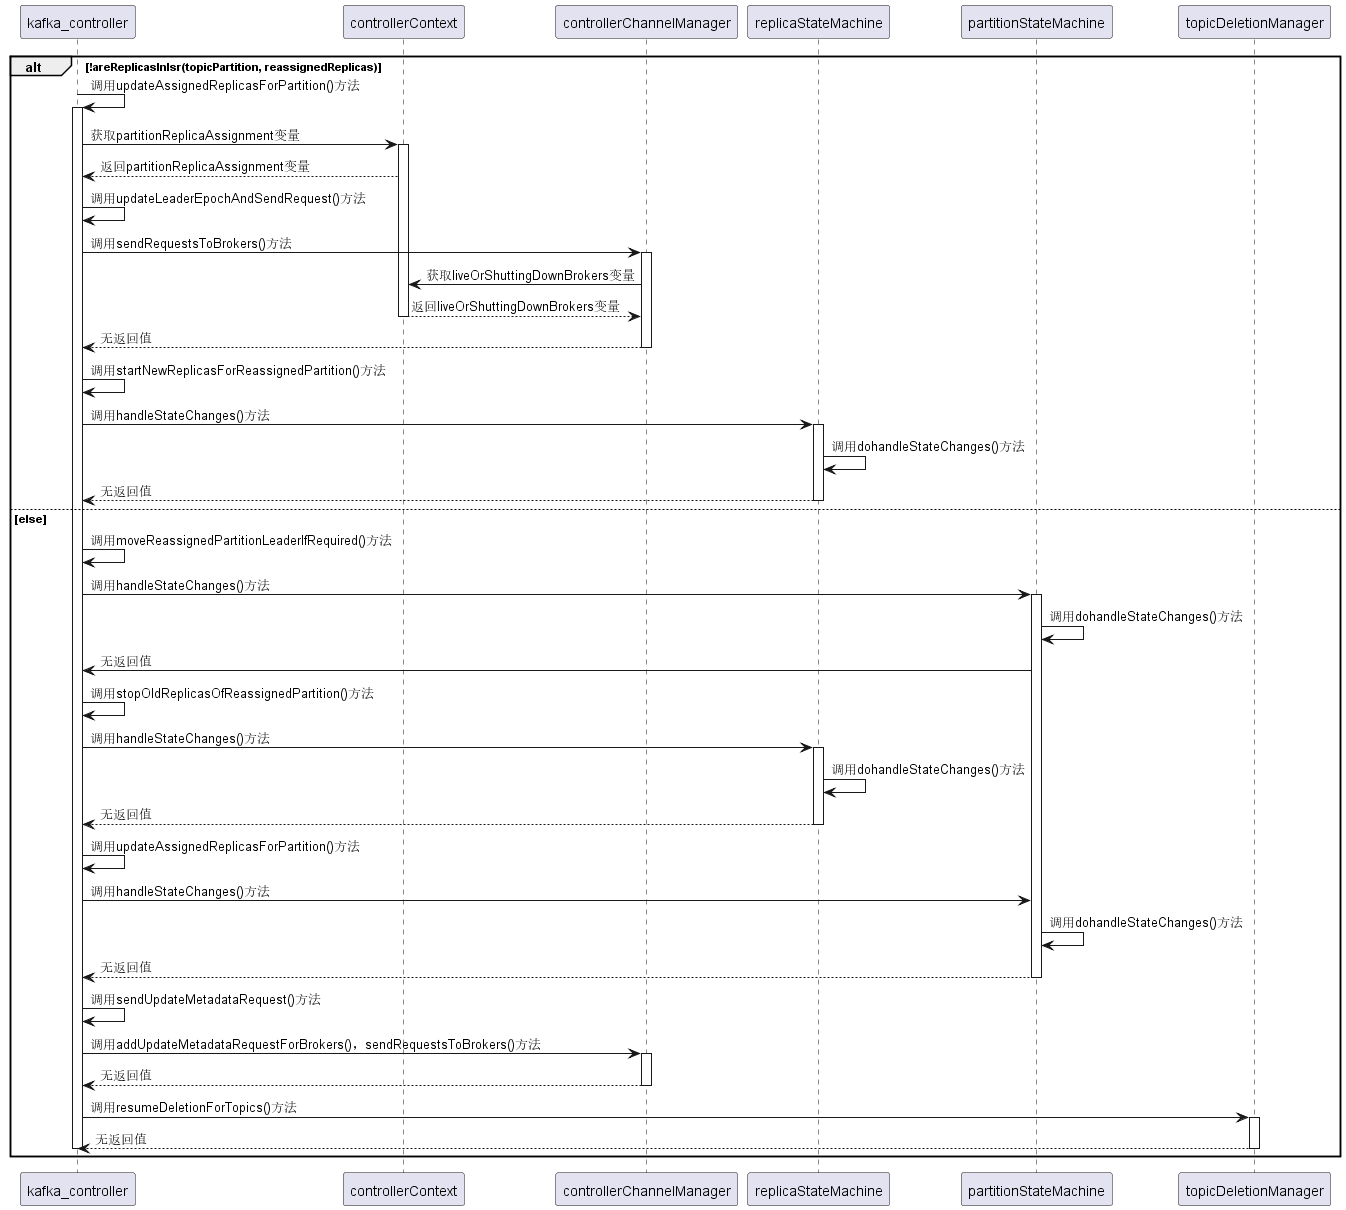 kafka_controller
controllerContext
controllerChannelManager
replicaStateMachine
partitionStateMachine
topicDeletionManager
alt
[!areReplicasInIsr(topicPartition, reassignedReplicas)]
调用updateAssignedReplicasForPartition()方法
获取partitionReplicaAssignment变量
返回partitionReplicaAssignment变量
调用updateLeaderEpochAndSendRequest()方法
调用sendRequestsToBrokers()方法
获取liveOrShuttingDownBrokers变量
返回liveOrShuttingDownBrokers变量
无返回值
调用startNewReplicasForReassignedPartition()方法
调用handleStateChanges()方法
调用dohandleStateChanges()方法
无返回值
[else]
调用moveReassignedPartitionLeaderIfRequired()方法
调用handleStateChanges()方法
调用dohandleStateChanges()方法
无返回值
调用stopOldReplicasOfReassignedPartition()方法
调用handleStateChanges()方法
调用dohandleStateChanges()方法
无返回值
调用updateAssignedReplicasForPartition()方法
调用handleStateChanges()方法
调用dohandleStateChanges()方法
无返回值
调用sendUpdateMetadataRequest()方法
调用addUpdateMetadataRequestForBrokers()，sendRequestsToBrokers()方法
无返回值
调用resumeDeletionForTopics()方法
无返回值
kafka_controller
controllerContext
controllerChannelManager
replicaStateMachine
partitionStateMachine
topicDeletionManager